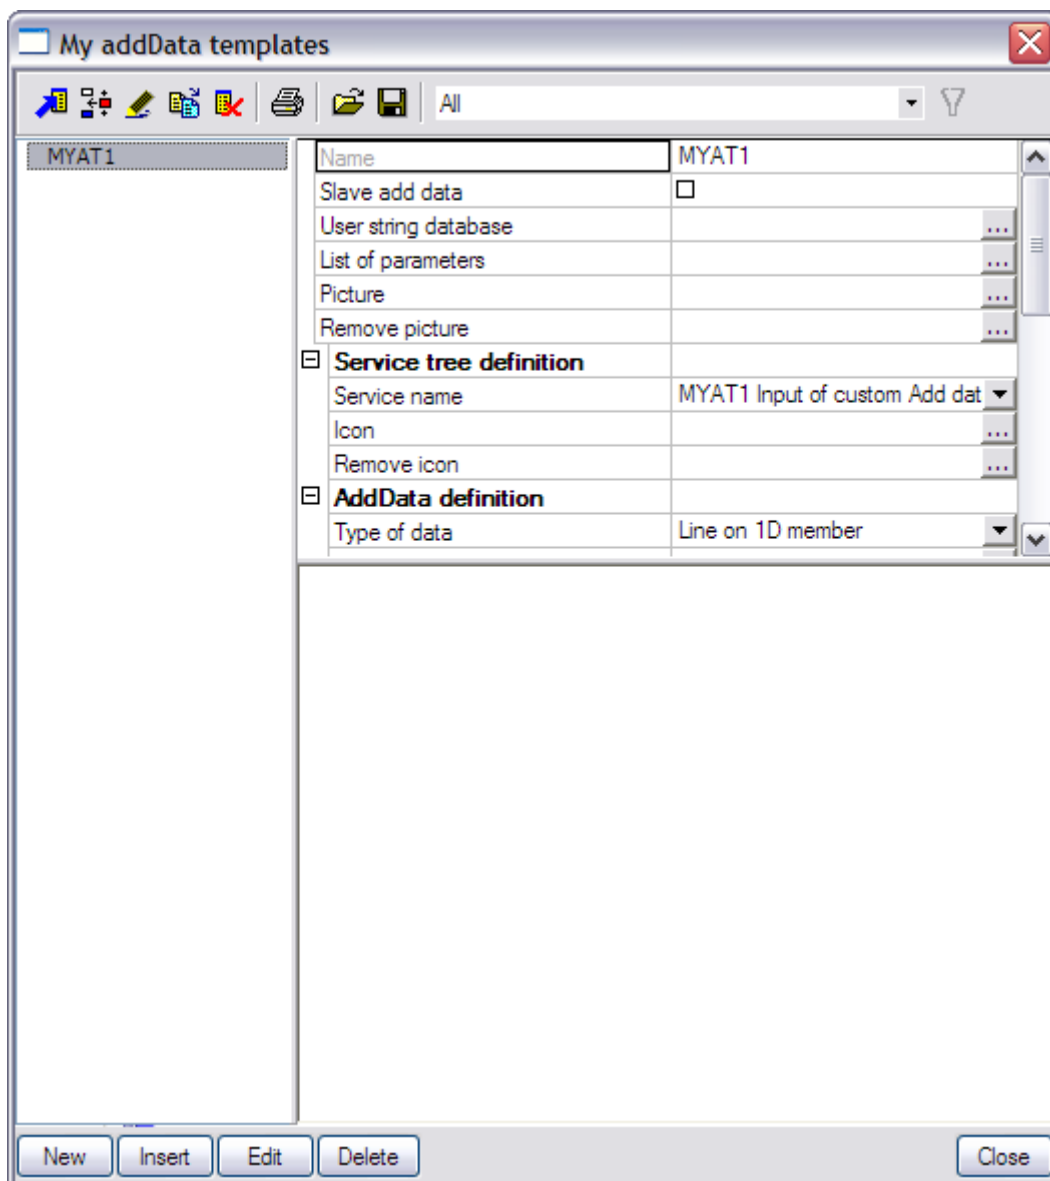 My addData templates
All
MYAT1
Name MYAT1
Slave add data
User string database ...
List of parameters ...
Picture ...
Remove picture ...
Service tree definition
Service name MYAT1 Input of custom Add dat
Icon ...
Remove icon ...
AddData definition
Type of data Line on 1D member
New Insert Edit Delete Close